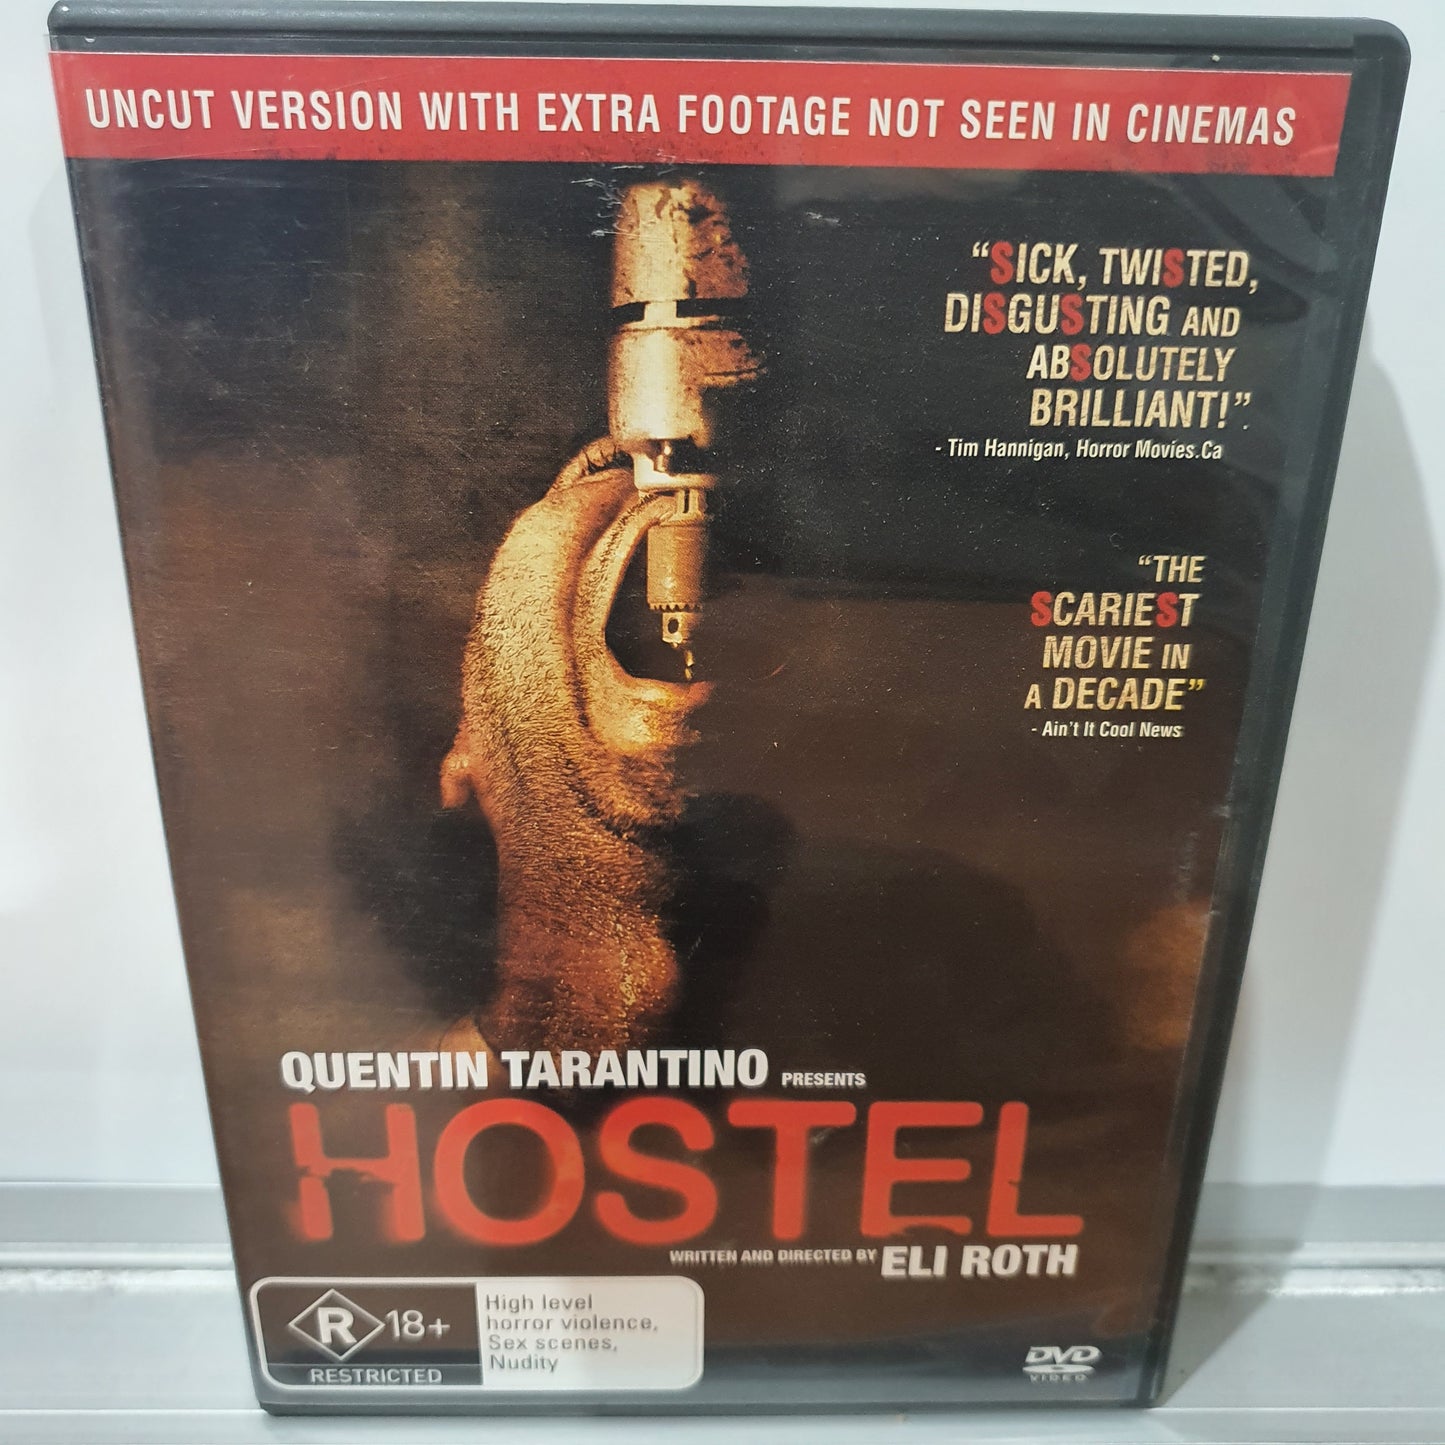 UNCUT VERSION WITH EXTRA FOOTAGE NOT SEEN IN CINEMAS
“SICK, TWISTED,
DISGUSTING AND
ABSOLUTELY
BRILLIANT!”.
- Tim Hannigan, Horror Movies.Ca
“THE
SCARIEST
MOVIE IN
A DECADE”
- Ain't It Cool News
QUENTIN TARANTINO PRESENTS
HOSTEL
WRITTEN AND DIRECTED BY ELI ROTH
R 18+
RESTRICTED
High level
horror violence,
Sex scenes,
Nudity
DVD
VIDEO